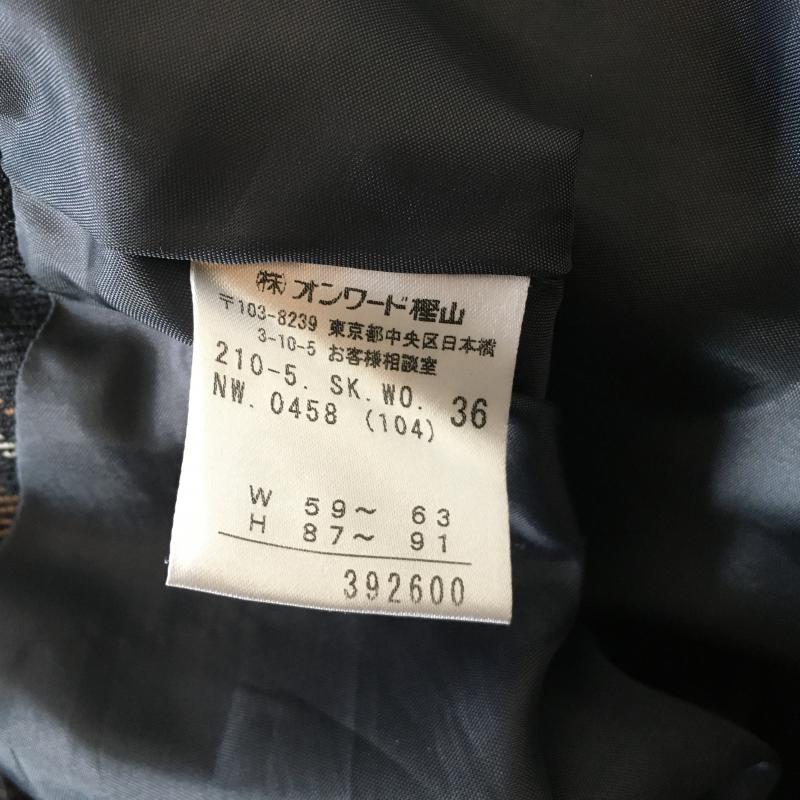 ㈱オンワード樫山
〒103-8239 東京都中央区日本橋
3-10-5 お客様相談室
210-5. SK.WO. 36
NW. 0458 (104)
W 59～ 63
H 87～ 91
392600